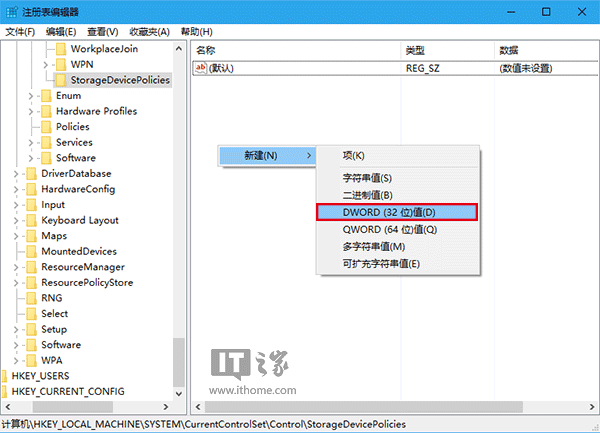 注册表编辑器
文件(F) 编辑(E) 查看(V) 收藏夹(A) 帮助(H)
WorkplaceJoin
WPN
StorageDevicePolicies
Enum
Hardware Profiles
Policies
Services
Software
DriverDatabase
HardwareConfig
Input
Keyboard Layout
Maps
MountedDevices
ResourceManager
ResourcePolicyStore
RNG
Select
Setup
Software
WPA
HKEY_USERS
HKEY_CURRENT_CONFIG
名称 类型 数据
ab (默认) REG_SZ (数值未设置)
新建(N)
项(K)
字符串值(S)
二进制值(B)
DWORD (32 位)值(D)
QWORD (64 位)值(Q)
多字符串值(M)
可扩充字符串值(E)
IT之家
www.ithome.com
计算机\HKEY_LOCAL_MACHINE\SYSTEM\CurrentControlSet\Control\StorageDevicePolicies